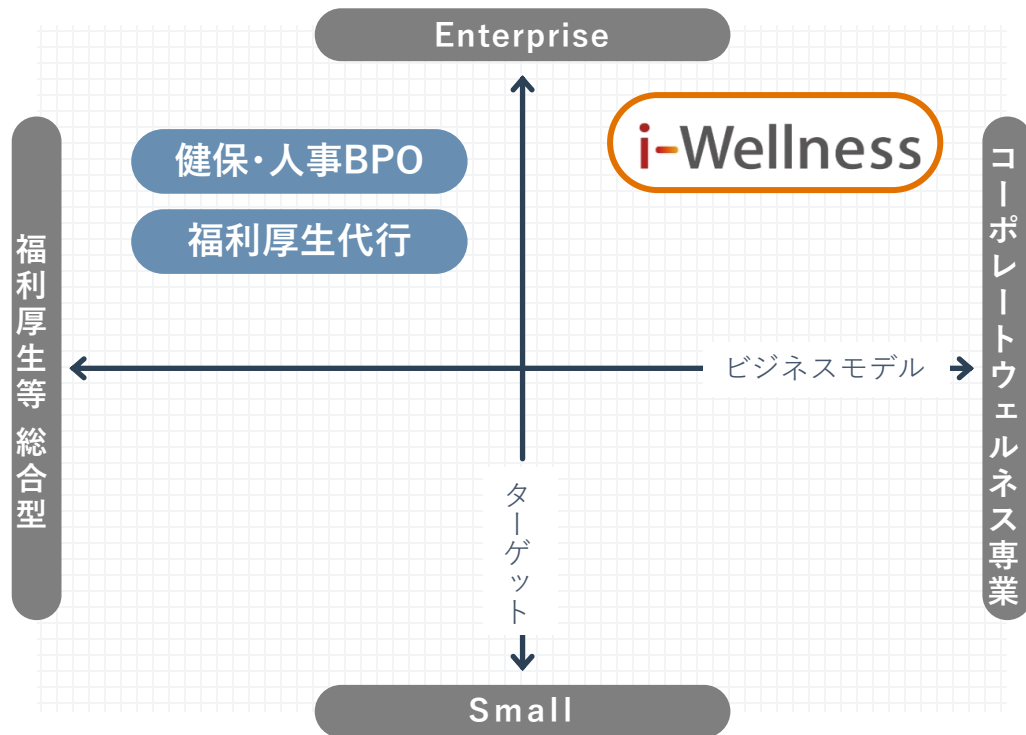 Enterprise
健保・人事BPO
i-Wellness
福利厚生代行
福利厚生等 総合型
コーポレートウェルネス専業
ビジネスモデル
ターゲット
Small